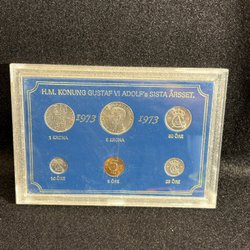 H.M. KONUNG GUSTAF VI ADOLF's SISTA ÅRSSET.
1973 1973
1 KRONA 5 KRONA 50 ÖRE
10 ÖRE 5 ÖRE 25 ÖRE